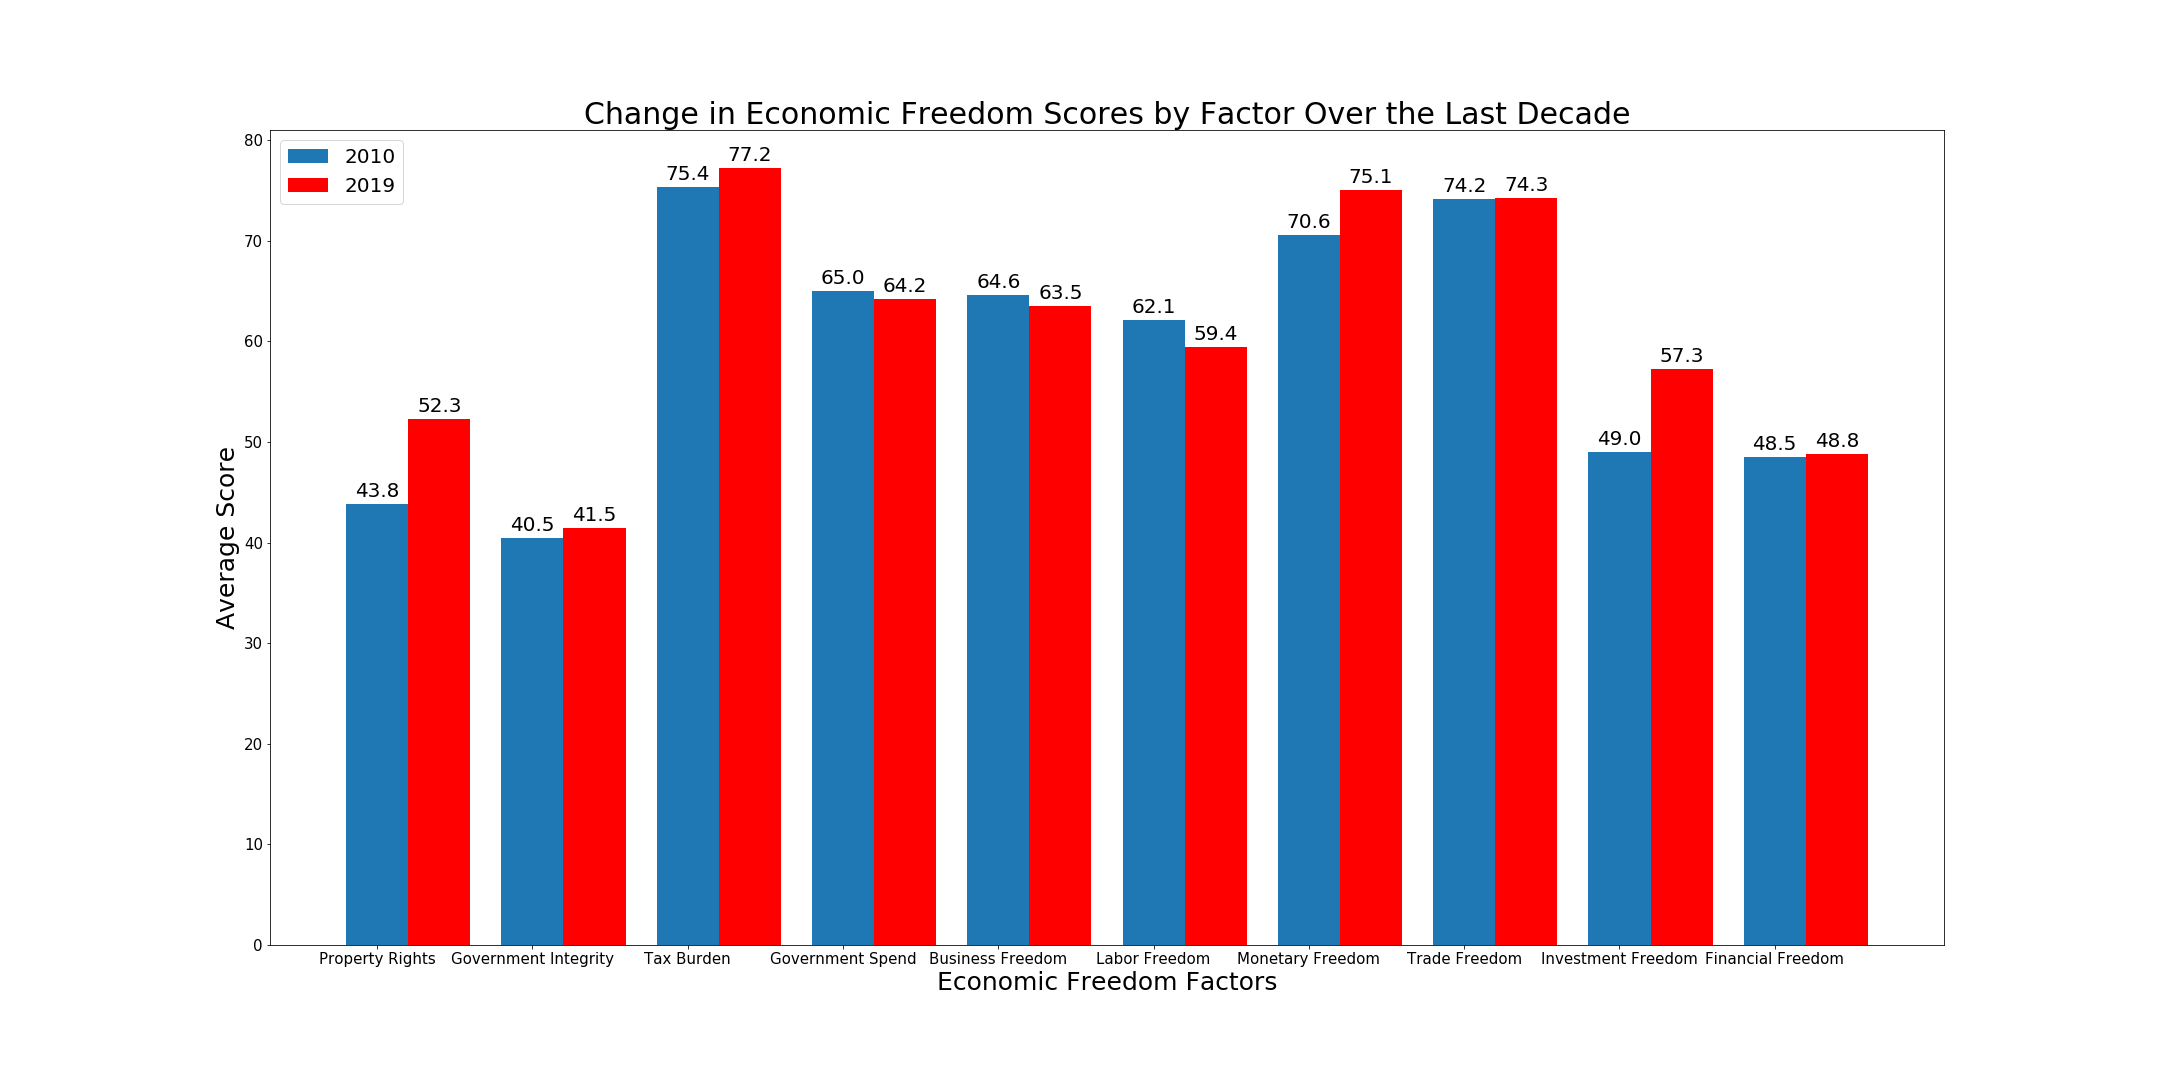 Change in Economic Freedom Scores by Factor Over the Last Decade
2010
2019
Average Score
80
70
60
50
40
30
20
10
0
43.8
52.3
40.5
41.5
75.4
77.2
65.0
64.2
64.6
63.5
62.1
59.4
70.6
75.1
74.2
74.3
49.0
57.3
48.5
48.8
Property Rights
Government Integrity
Tax Burden
Government Spend
Business Freedom
Labor Freedom
Monetary Freedom
Trade Freedom
Investment Freedom
Financial Freedom
Economic Freedom Factors